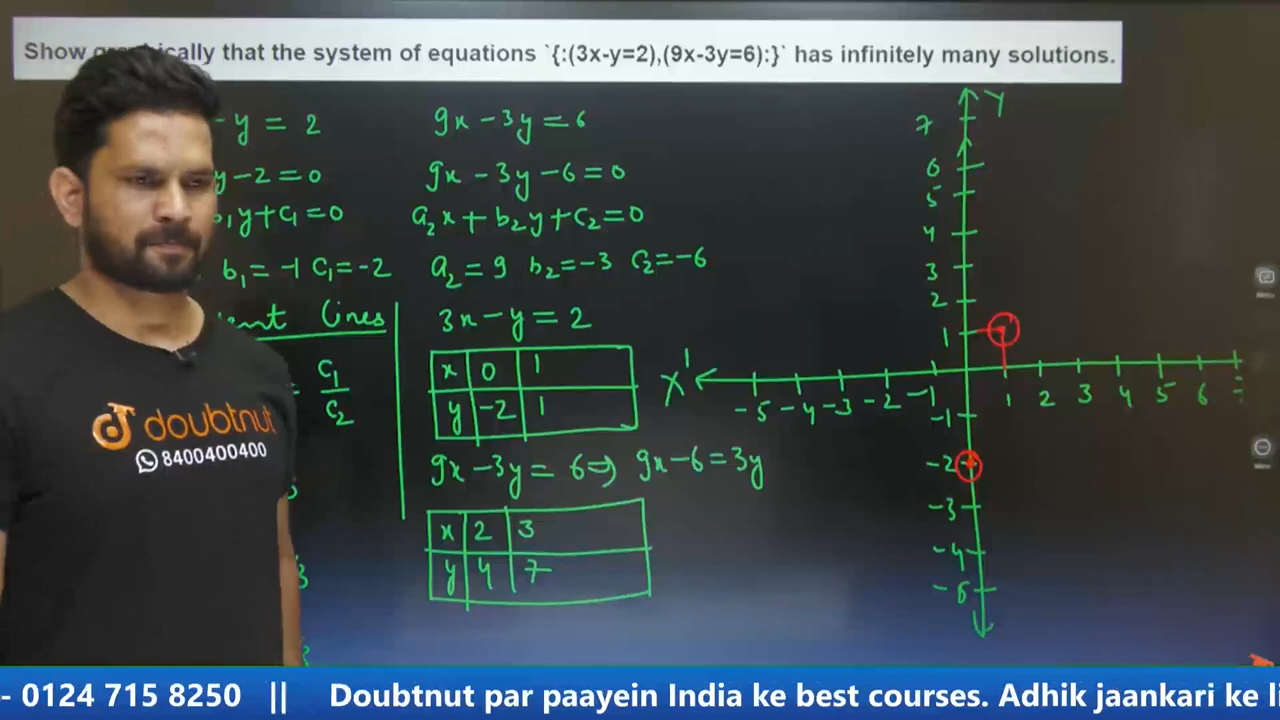 Show graphically that the system of equations `{:(3x-y=2),(9x-3y=6):}` has infinitely many solutions.
-y = 2
9x - 3y = 6
y - 2 = 0
9x - 3y - 6 = 0
y + c₁ = 0
a₂x + b₂y + c₂ = 0
b₁ = -1 c₁ = -2
a₂ = 9 b₂ = -3 c₂ = -6
lines
3x - y = 2
= c₁/c₂
x 0 1
y -2 1
9x - 3y = 6 ⇒ 9x - 6 = 3y
x 2 3
y 4 7
Y
7
6
5
4
3
2
1
X'
-5 -4 -3 -2 -1 1 2 3 4 5 6
-1
-2
-3
-4
doubtnut
8400400400
- 0124 715 8250 || Doubtnut par paayein India ke best courses. Adhik jaankari ke li